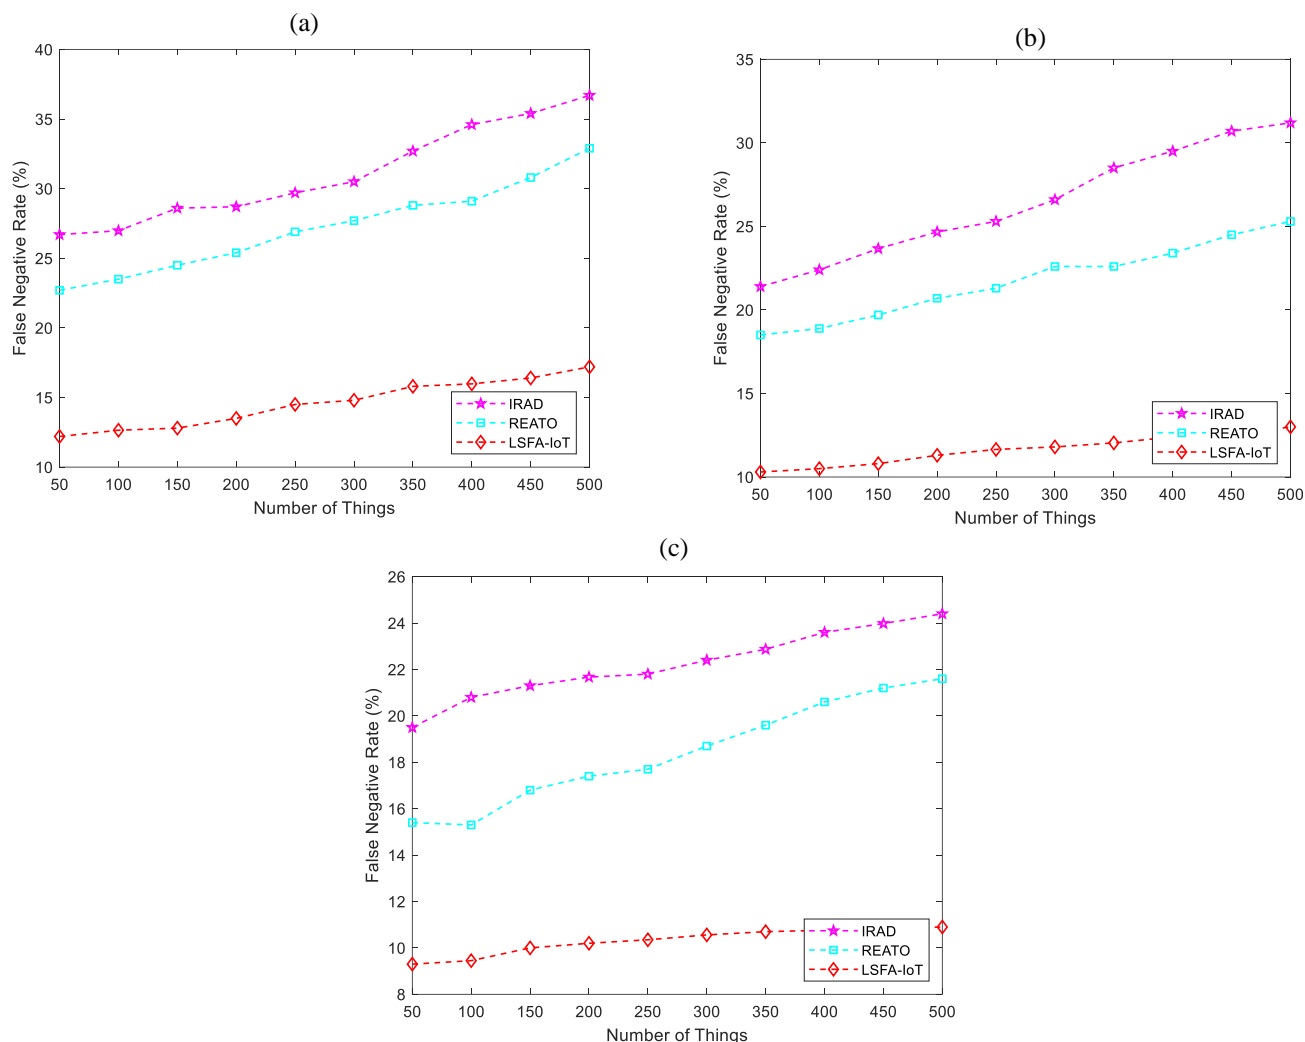 (a)
40
35
30
25
20
15
10
False Negative Rate (%)
50 100 150 200 250 300 350 400 450 500
Number of Things
IRAD
REATO
LSFA-IoT
(b)
35
30
25
20
15
10
False Negative Rate (%)
50 100 150 200 250 300 350 400 450 500
Number of Things
IRAD
REATO
LSFA-IoT
(c)
26
24
22
20
18
16
14
12
10
8
False Negative Rate (%)
50 100 150 200 250 300 350 400 450 500
Number of Things
IRAD
REATO
LSFA-IoT